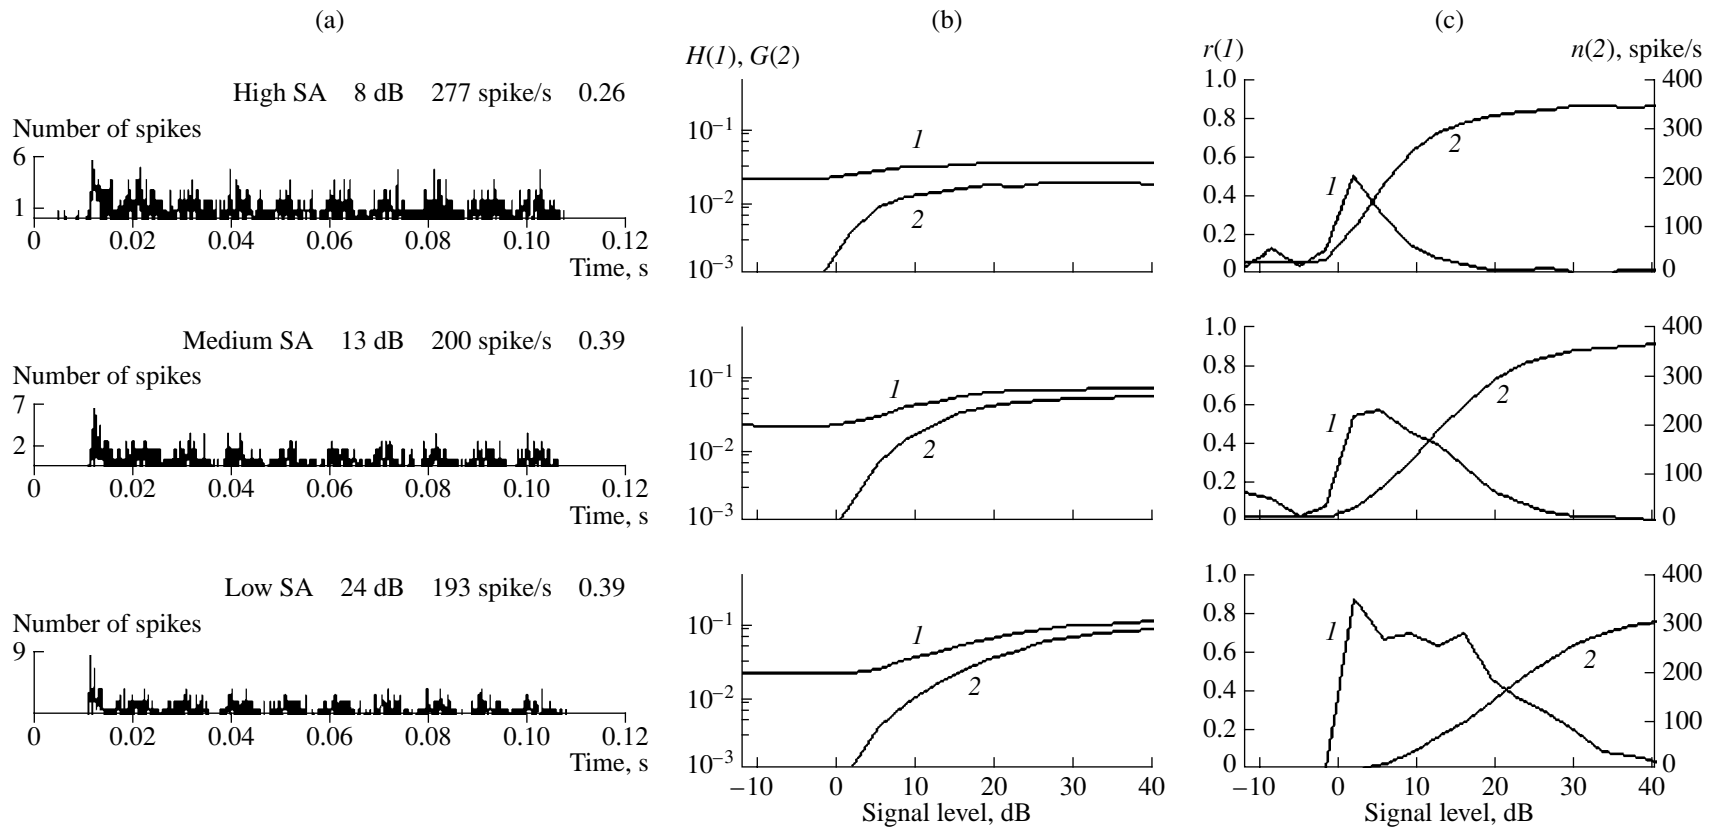 (a)
High SA 8 dB 277 spike/s 0.26
Number of spikes
6
1
0 0.02 0.04 0.06 0.08 0.10 0.12
Time, s
Medium SA 13 dB 200 spike/s 0.39
Number of spikes
7
2
0 0.02 0.04 0.06 0.08 0.10 0.12
Time, s
Low SA 24 dB 193 spike/s 0.39
Number of spikes
9
0 0.02 0.04 0.06 0.08 0.10 0.12
Time, s
(b)
H(1), G(2)
10⁻¹
10⁻²
10⁻³
1
2
10⁻¹
10⁻²
10⁻³
1
2
10⁻¹
10⁻²
10⁻³
1
2
–10 0 10 20 30 40
Signal level, dB
(c)
r(1) n(2), spike/s
1.0 400
0.8 300
0.6
0.4 200
0.2 100
0 0
1
2
1.0 400
0.8 300
0.6
0.4 200
0.2 100
0 0
1
2
1.0 400
0.8 300
0.6
0.4 200
0.2 100
0 0
1
2
–10 0 10 20 30 40
Signal level, dB